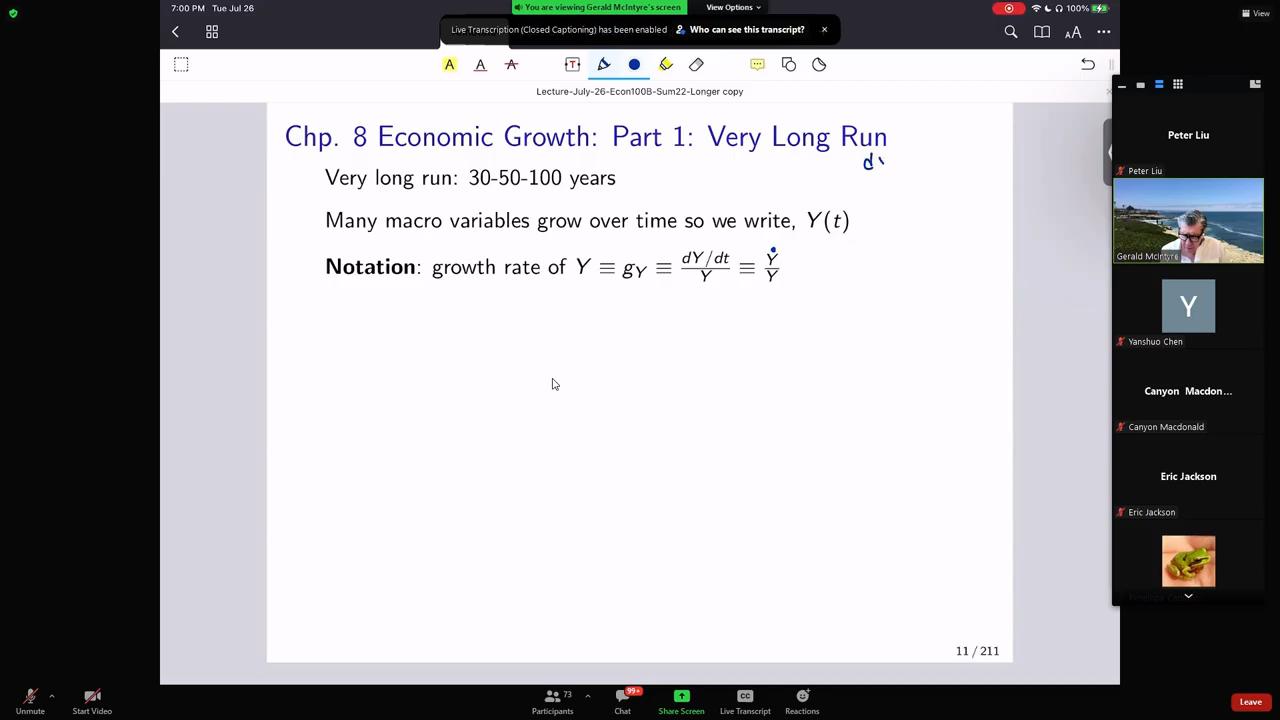 7:00 PM Tue Jul 26
You are viewing Gerald McIntyre's screen
View Options
100%
Live Transcription (Closed Captioning) has been enabled
Who can see this transcript?
View
A A A T
AA
Lecture-July-26-Econ100B-Sum22-Longer copy
Chp. 8 Economic Growth: Part 1: Very Long Run
Very long run: 30-50-100 years
Many macro variables grow over time so we write, Y(t)
Notation: growth rate of Y ≡ g_Y ≡ (dY/dt)/Y ≡ Ẏ/Y
11 / 211
Peter Liu
Peter Liu
Gerald McIntyre
Y
Yanshuo Chen
Canyon Macdon...
Canyon Macdonald
Eric Jackson
Eric Jackson
Unmute
Start Video
Participants 73
Chat 99+
Share Screen
CC
Live Transcript
Reactions
Leave